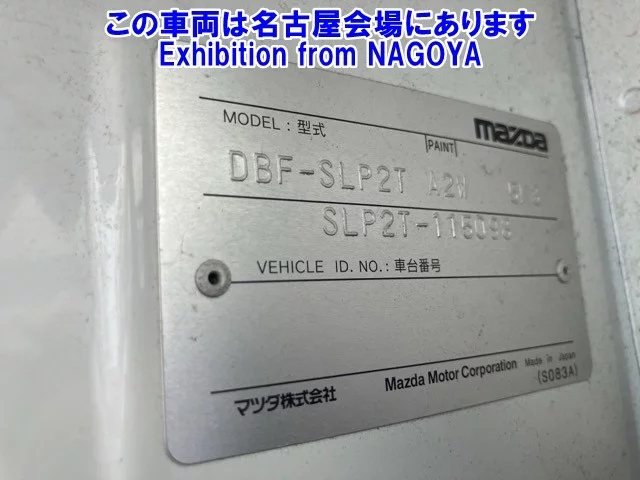 この車両は名古屋会場にあります
Exhibition from NAGOYA
MODEL：型式
PAINT
mazda
DBF-SLP2T A2W
SLP2T-115093
VEHICLE ID. NO.：車台番号
マツダ株式会社 Mazda Motor Corporation Made in Japan
(S083A)